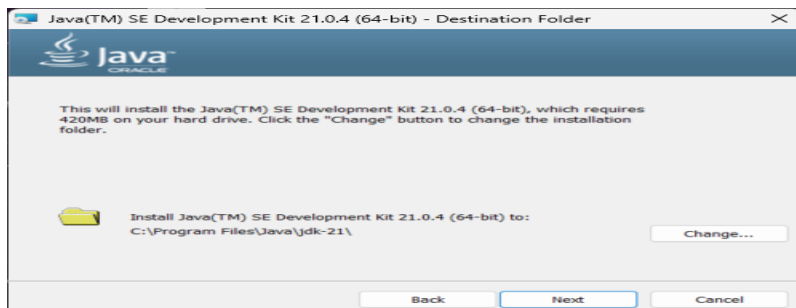 Java(TM) SE Development Kit 21.0.4 (64-bit) - Destination Folder
Java™
ORACLE
This will install the Java(TM) SE Development Kit 21.0.4 (64-bit), which requires
420MB on your hard drive. Click the "Change" button to change the installation
folder.
Install Java(TM) SE Development Kit 21.0.4 (64-bit) to:
C:\Program Files\Java\jdk-21\
Change...
Back Next Cancel